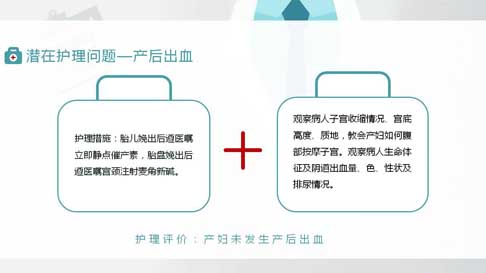 潜在护理问题—产后出血
护理措施：胎儿娩出后遵医嘱
立即静点催产素，胎盘娩出后
遵医嘱宫颈注射麦角新碱。
观察病人子宫收缩情况、宫底
高度、质地，教会产妇如何腹
部按摩子宫。观察病人生命体
征及阴道出血量、色、性状及
排尿情况。
护理评价：产妇未发生产后出血